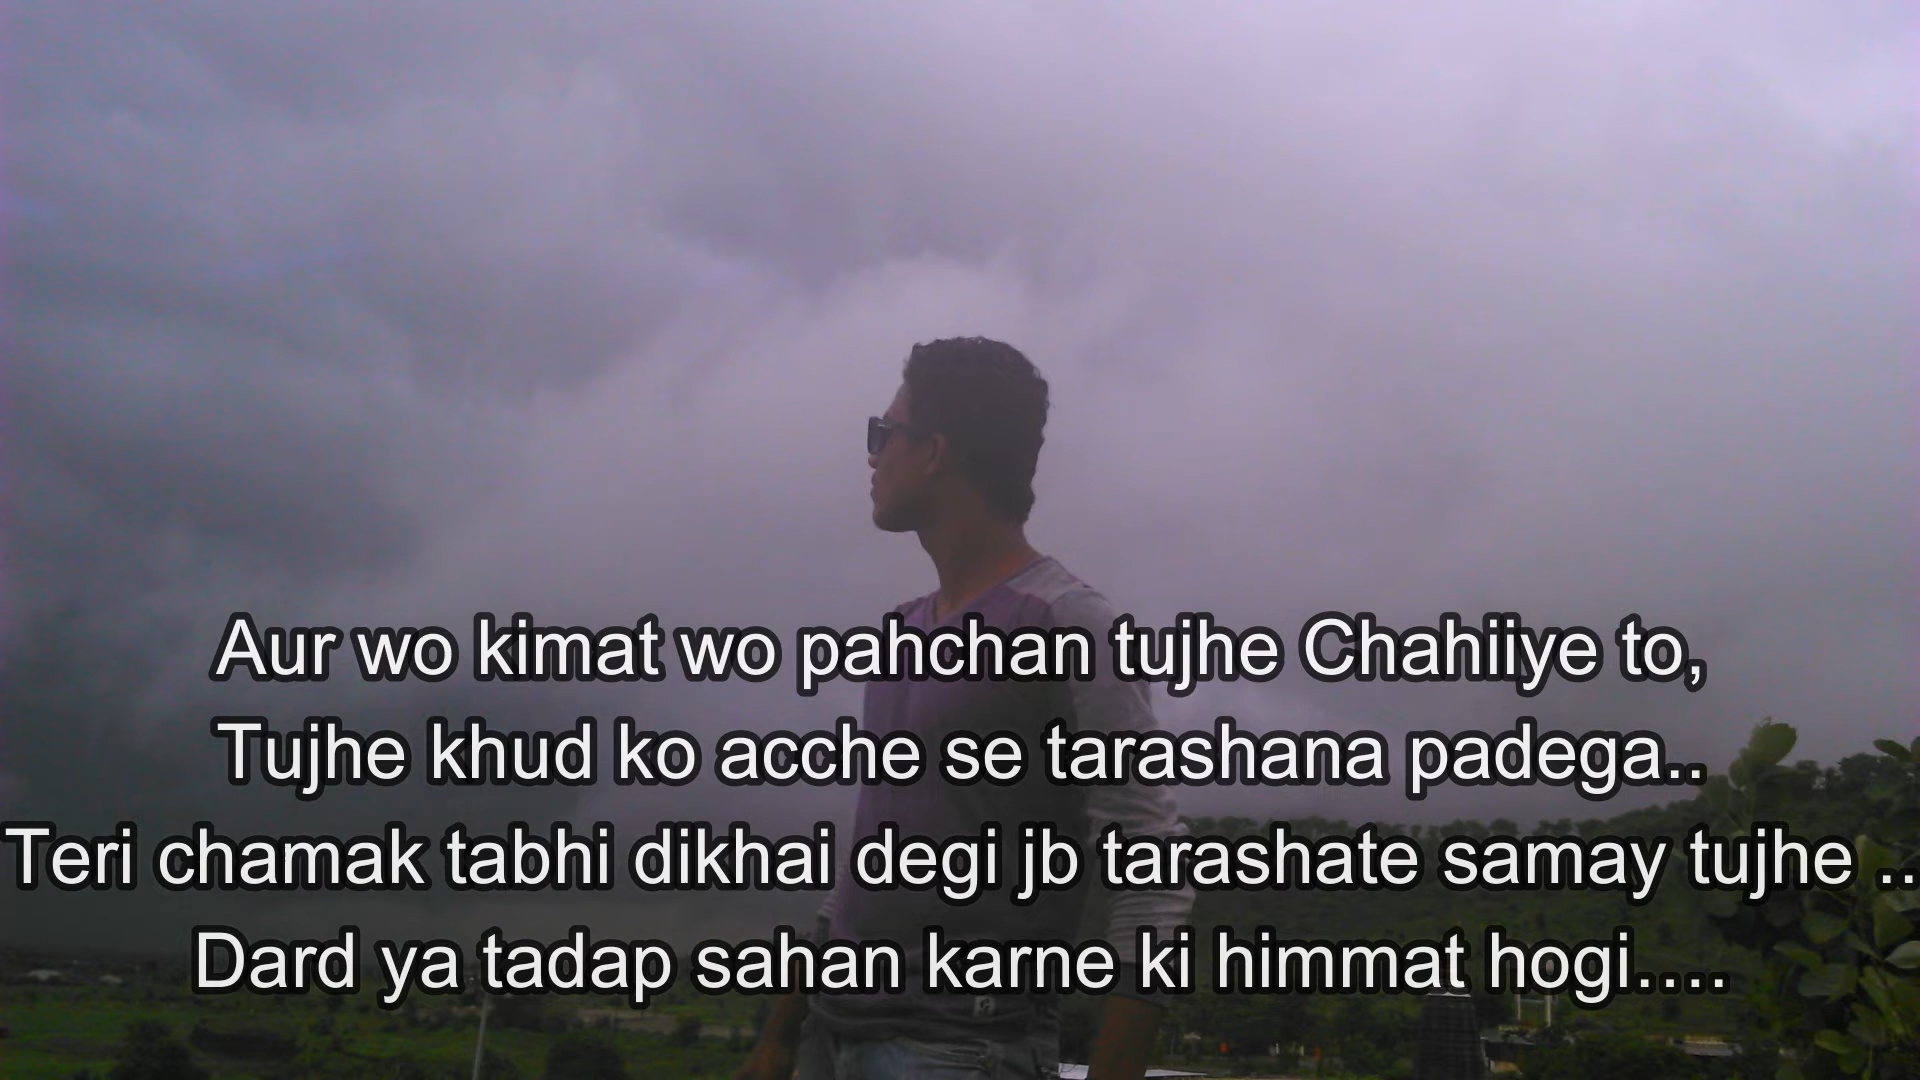 Aur wo kimat wo pahchan tujhe Chahiiye to,
Tujhe khud ko acche se tarashana padega..
Teri chamak tabhi dikhai degi jb tarashate samay tujhe ..
Dard ya tadap sahan karne ki himmat hogi....